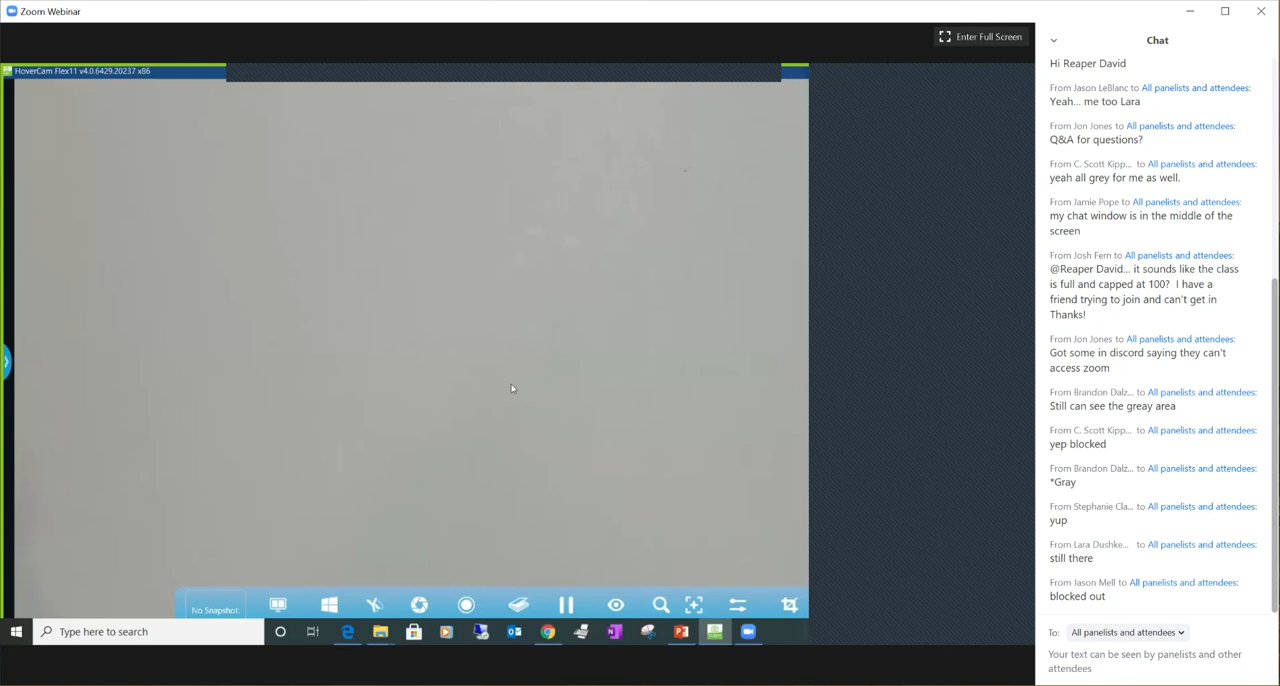 Zoom Webinar
Enter Full Screen
HoverCam Flex11 v4.0.6429.20237 x86
No Snapshot.
Type here to search
Chat
Hi Reaper David
From Jason LeBlanc to All panelists and attendees:
Yeah... me too Lara
From Jon Jones to All panelists and attendees:
Q&A for questions?
From C. Scott Kipp... to All panelists and attendees:
yeah all grey for me as well.
From Jamie Pope to All panelists and attendees:
my chat window is in the middle of the
screen
From Josh Fern to All panelists and attendees:
@Reaper David... it sounds like the class
is full and capped at 100? I have a
friend trying to join and can't get in
Thanks!
From Jon Jones to All panelists and attendees:
Got some in discord saying they can't
access zoom
From Brandon Dalz... to All panelists and attendees:
Still can see the greay area
From C. Scott Kipp... to All panelists and attendees:
yep blocked
From Brandon Dalz... to All panelists and attendees:
*Gray
From Stephanie Cla... to All panelists and attendees:
yup
From Lara Dushke... to All panelists and attendees:
still there
From Jason Mell to All panelists and attendees:
blocked out
To: All panelists and attendees
Your text can be seen by panelists and other
attendees